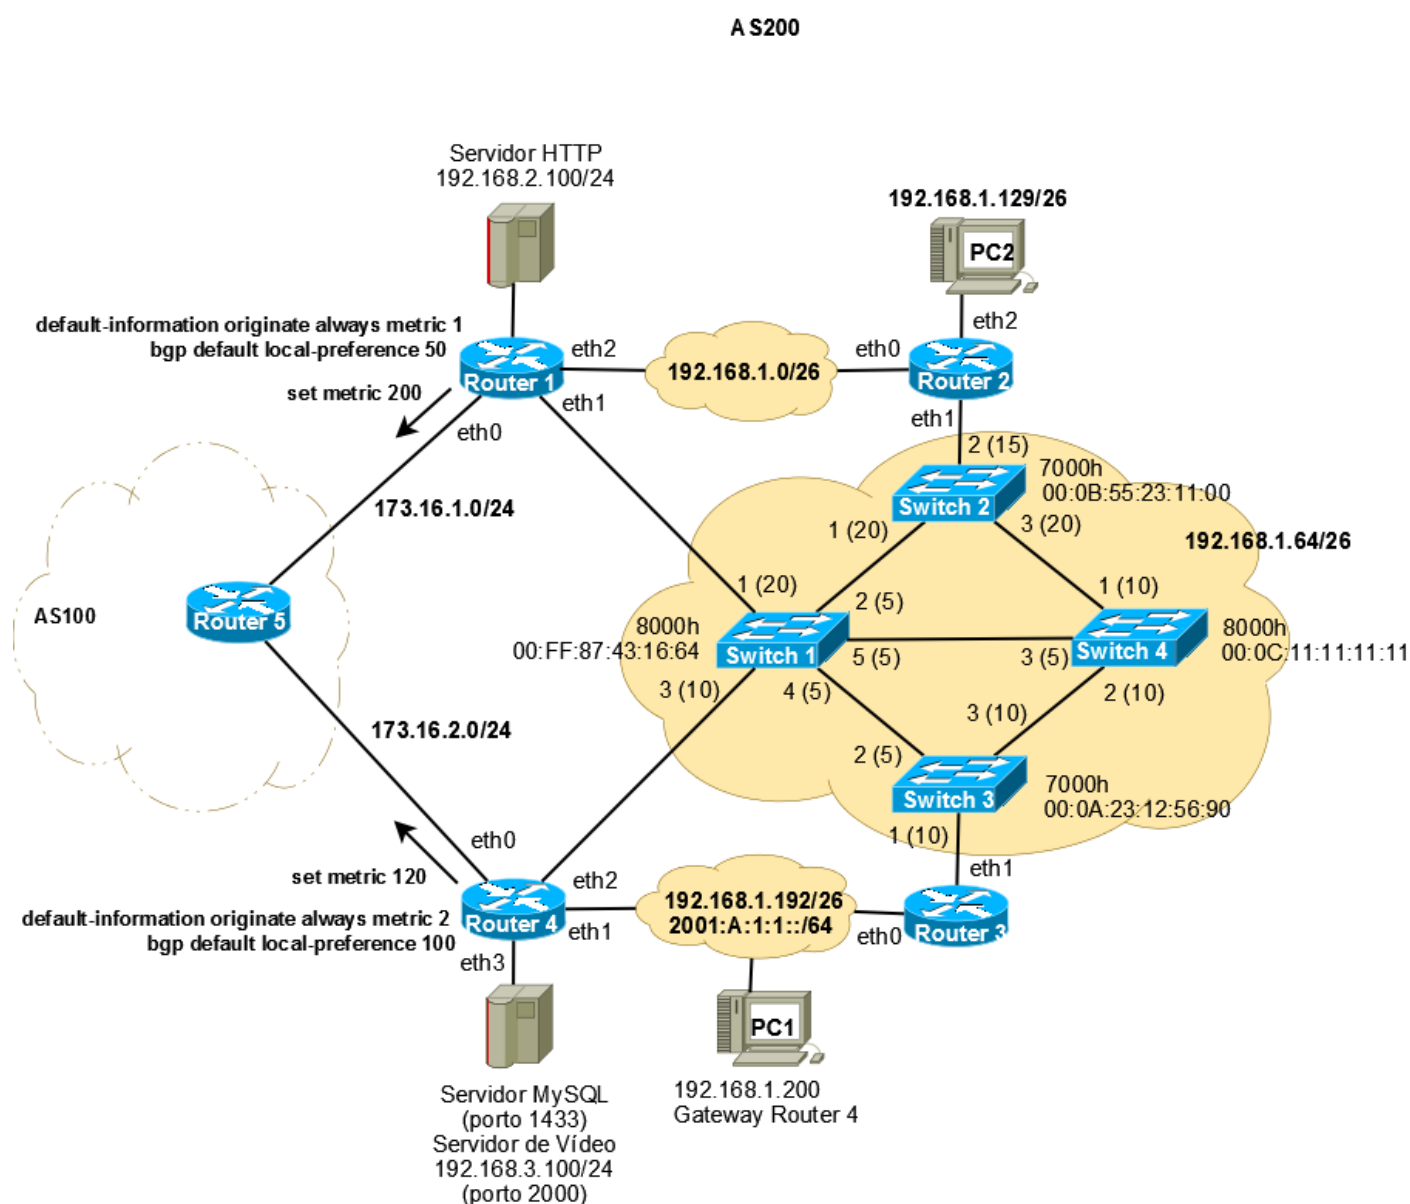 AS200
Servidor HTTP
192.168.2.100/24
192.168.1.129/26
PC2
default-information originate always metric 1
bgp default local-preference 50
set metric 200
eth2
Router 1
eth1
eth0
192.168.1.0/26
eth0
eth2
Router 2
eth1
2 (15)
7000h
00:0B:55:23:11:00
Switch 2
1 (20)
3 (20)
192.168.1.64/26
173.16.1.0/24
AS100
Router 5
1 (20)
2 (5)
1 (10)
8000h
00:FF:87:43:16:64
Switch 1
5 (5)
3 (5)
Switch 4
8000h
00:0C:11:11:11:11
3 (10)
4 (5)
2 (10)
3 (10)
173.16.2.0/24
2 (5)
Switch 3
7000h
00:0A:23:12:56:90
1 (10)
eth0
set metric 120
default-information originate always metric 2
bgp default local-preference 100
eth2
Router 4
eth1
eth3
192.168.1.192/26
2001:A:1:1::/64
eth1
eth0
Router 3
PC1
192.168.1.200
Gateway Router 4
Servidor MySQL
(porto 1433)
Servidor de Vídeo
192.168.3.100/24
(porto 2000)